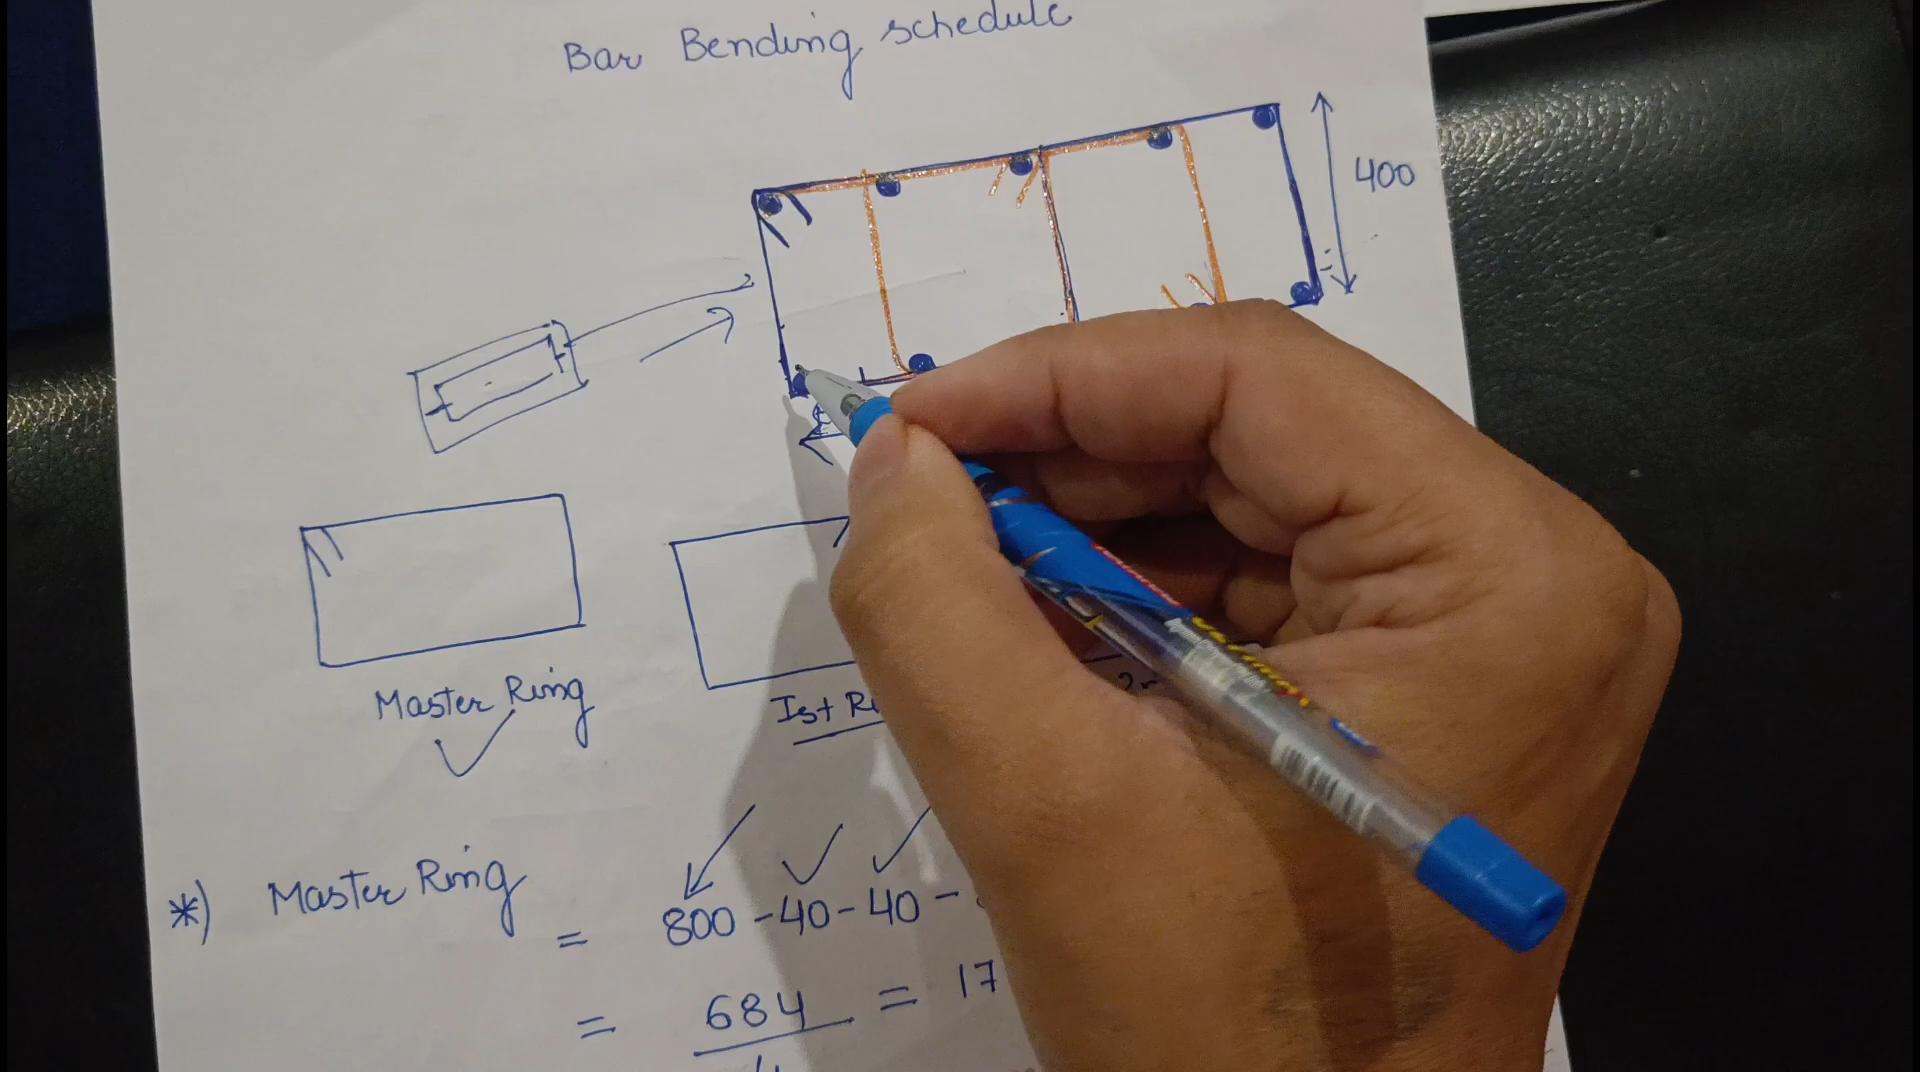 Bar Bending schedule
400
Master Ring
Ist
*) Master Ring
= 800 - 40 - 40 -
= 684 = 17